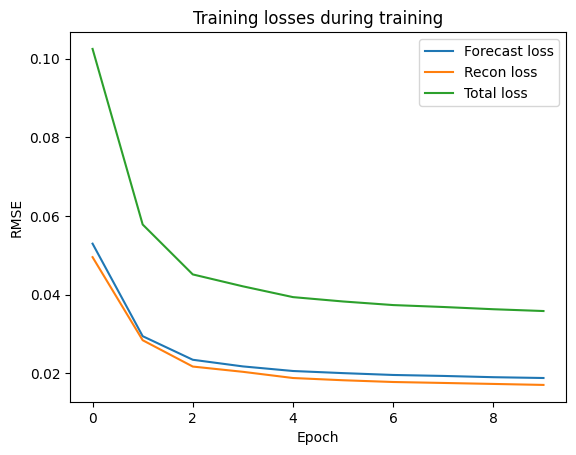 Training losses during training
Forecast loss
Recon loss
Total loss
0.10
0.08
0.06
0.04
0.02
RMSE
0 2 4 6 8
Epoch